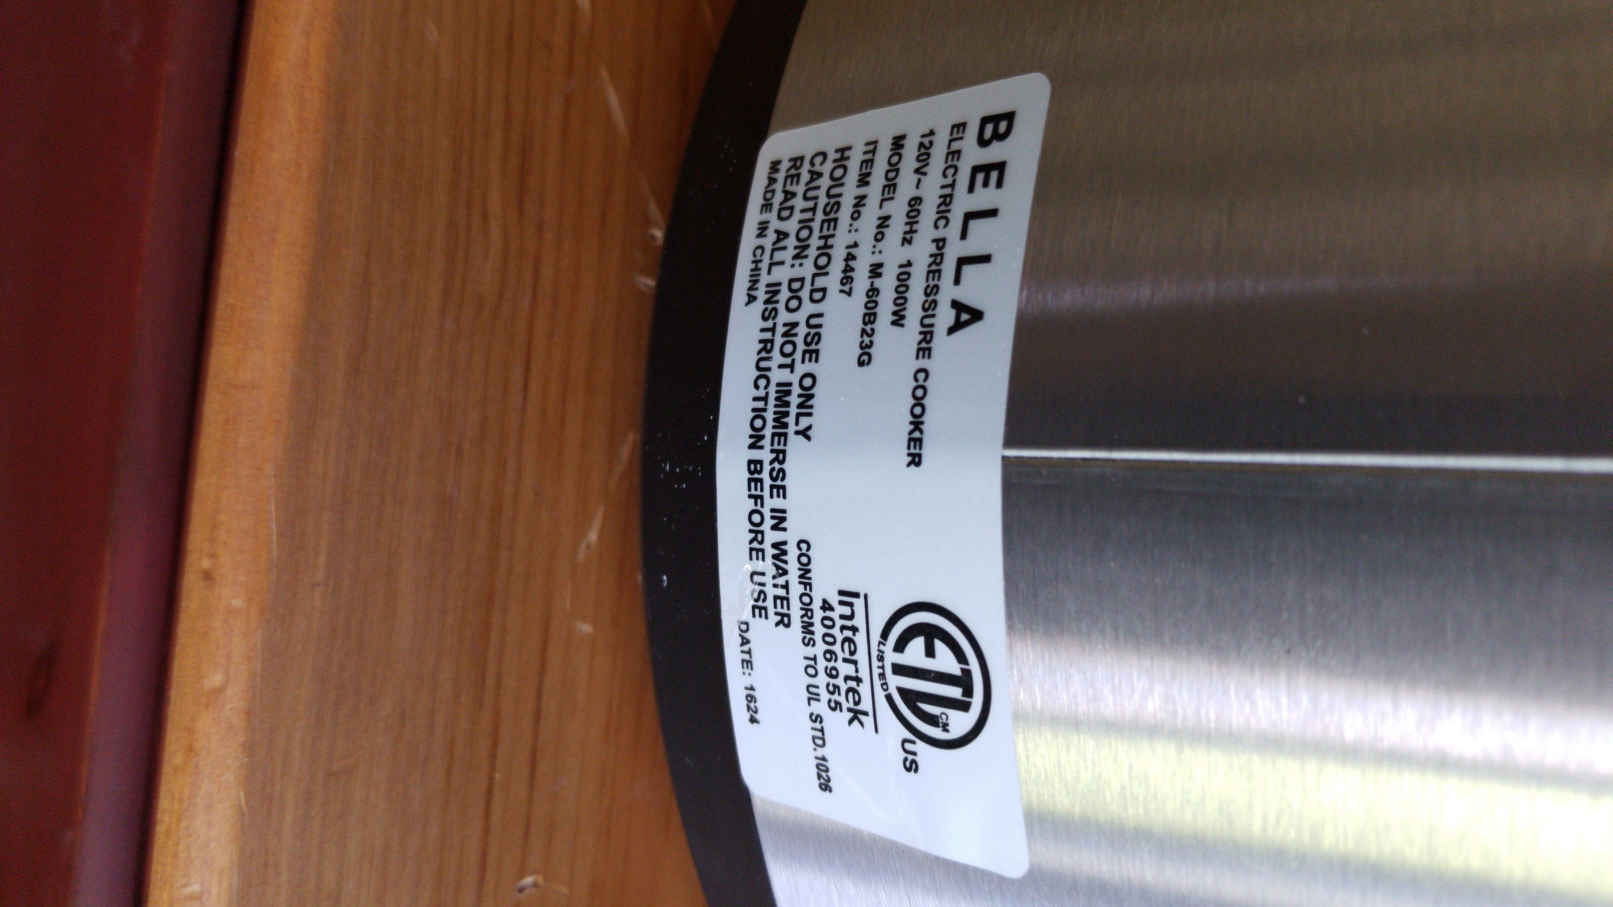 BELLA
ELECTRIC PRESSURE COOKER
120V~ 60Hz 1000W
MODEL No.: M-60B23G
ITEM No.: 14467
HOUSEHOLD USE ONLY
CAUTION: DO NOT IMMERSE IN WATER
READ ALL INSTRUCTION BEFORE USE
MADE IN CHINA
ETL CM
LISTED
US
Intertek
4006955
CONFORMS TO UL STD.1026
DATE: 1624